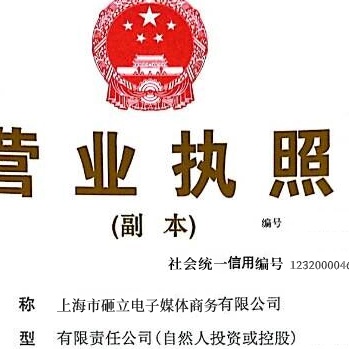 营业执照
(副 本)
编号
社会统一信用编号 123200004
称 上海市砸立电子媒体商务有限公司
型 有限责任公司(自然人投资或控股)